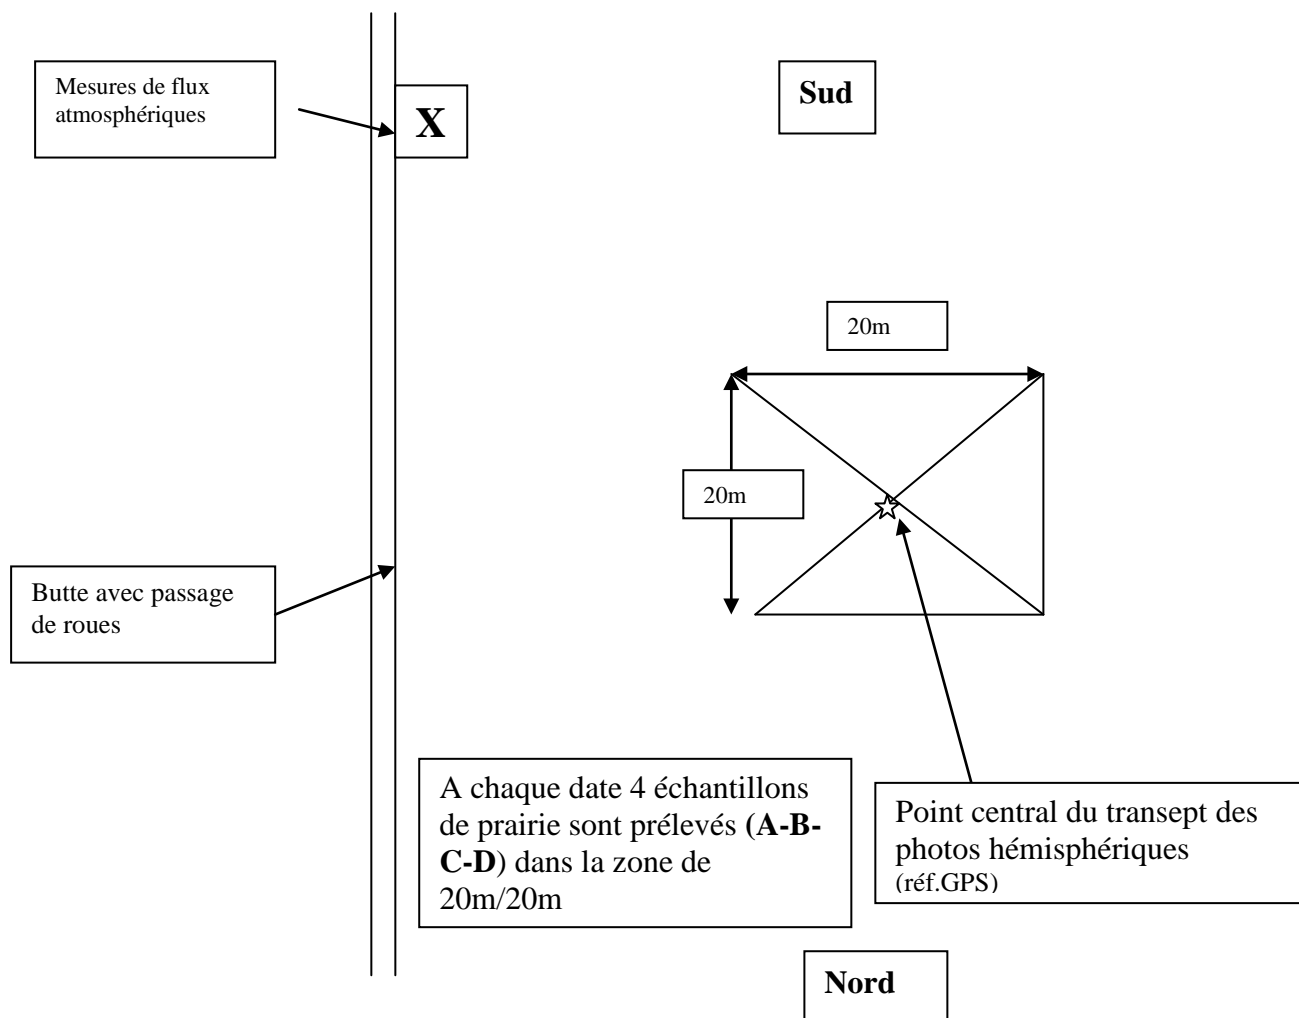 Mesures de flux
atmosphériques
X
Sud
20m
20m
Butte avec passage
de roues
A chaque date 4 échantillons
de prairie sont prélevés (A-B-
C-D) dans la zone de
20m/20m
Point central du transept des
photos hémisphériques
(réf.GPS)
Nord